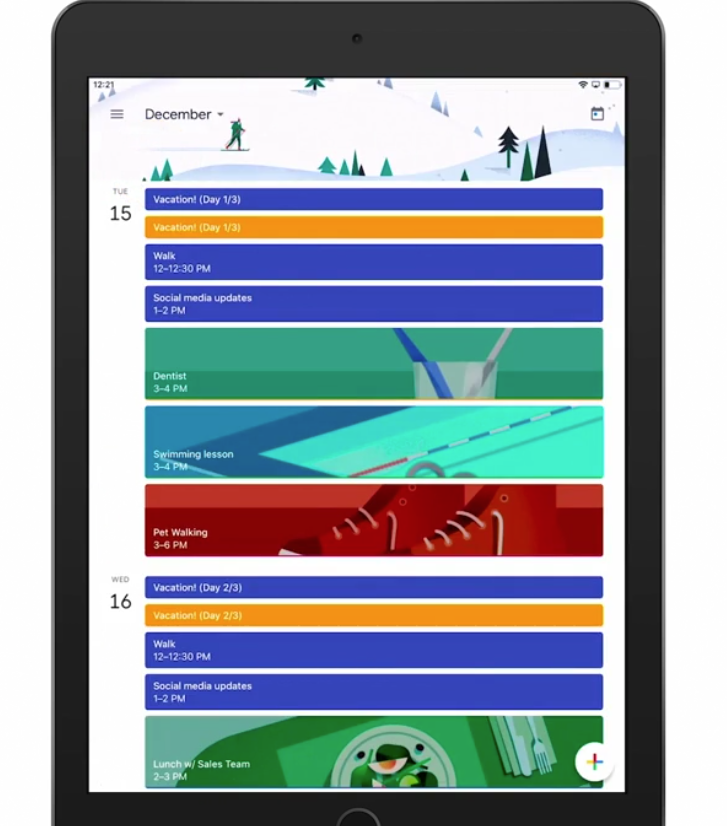 12:21
December
TUE
15
Vacation! (Day 1/3)
Vacation! (Day 1/3)
Walk
12–12:30 PM
Social media updates
1–2 PM
Dentist
3–4 PM
Swimming lesson
3–4 PM
Pet Walking
3–6 PM
WED
16
Vacation! (Day 2/3)
Vacation! (Day 2/3)
Walk
12–12:30 PM
Social media updates
1–2 PM
Lunch w/ Sales Team
2–3 PM